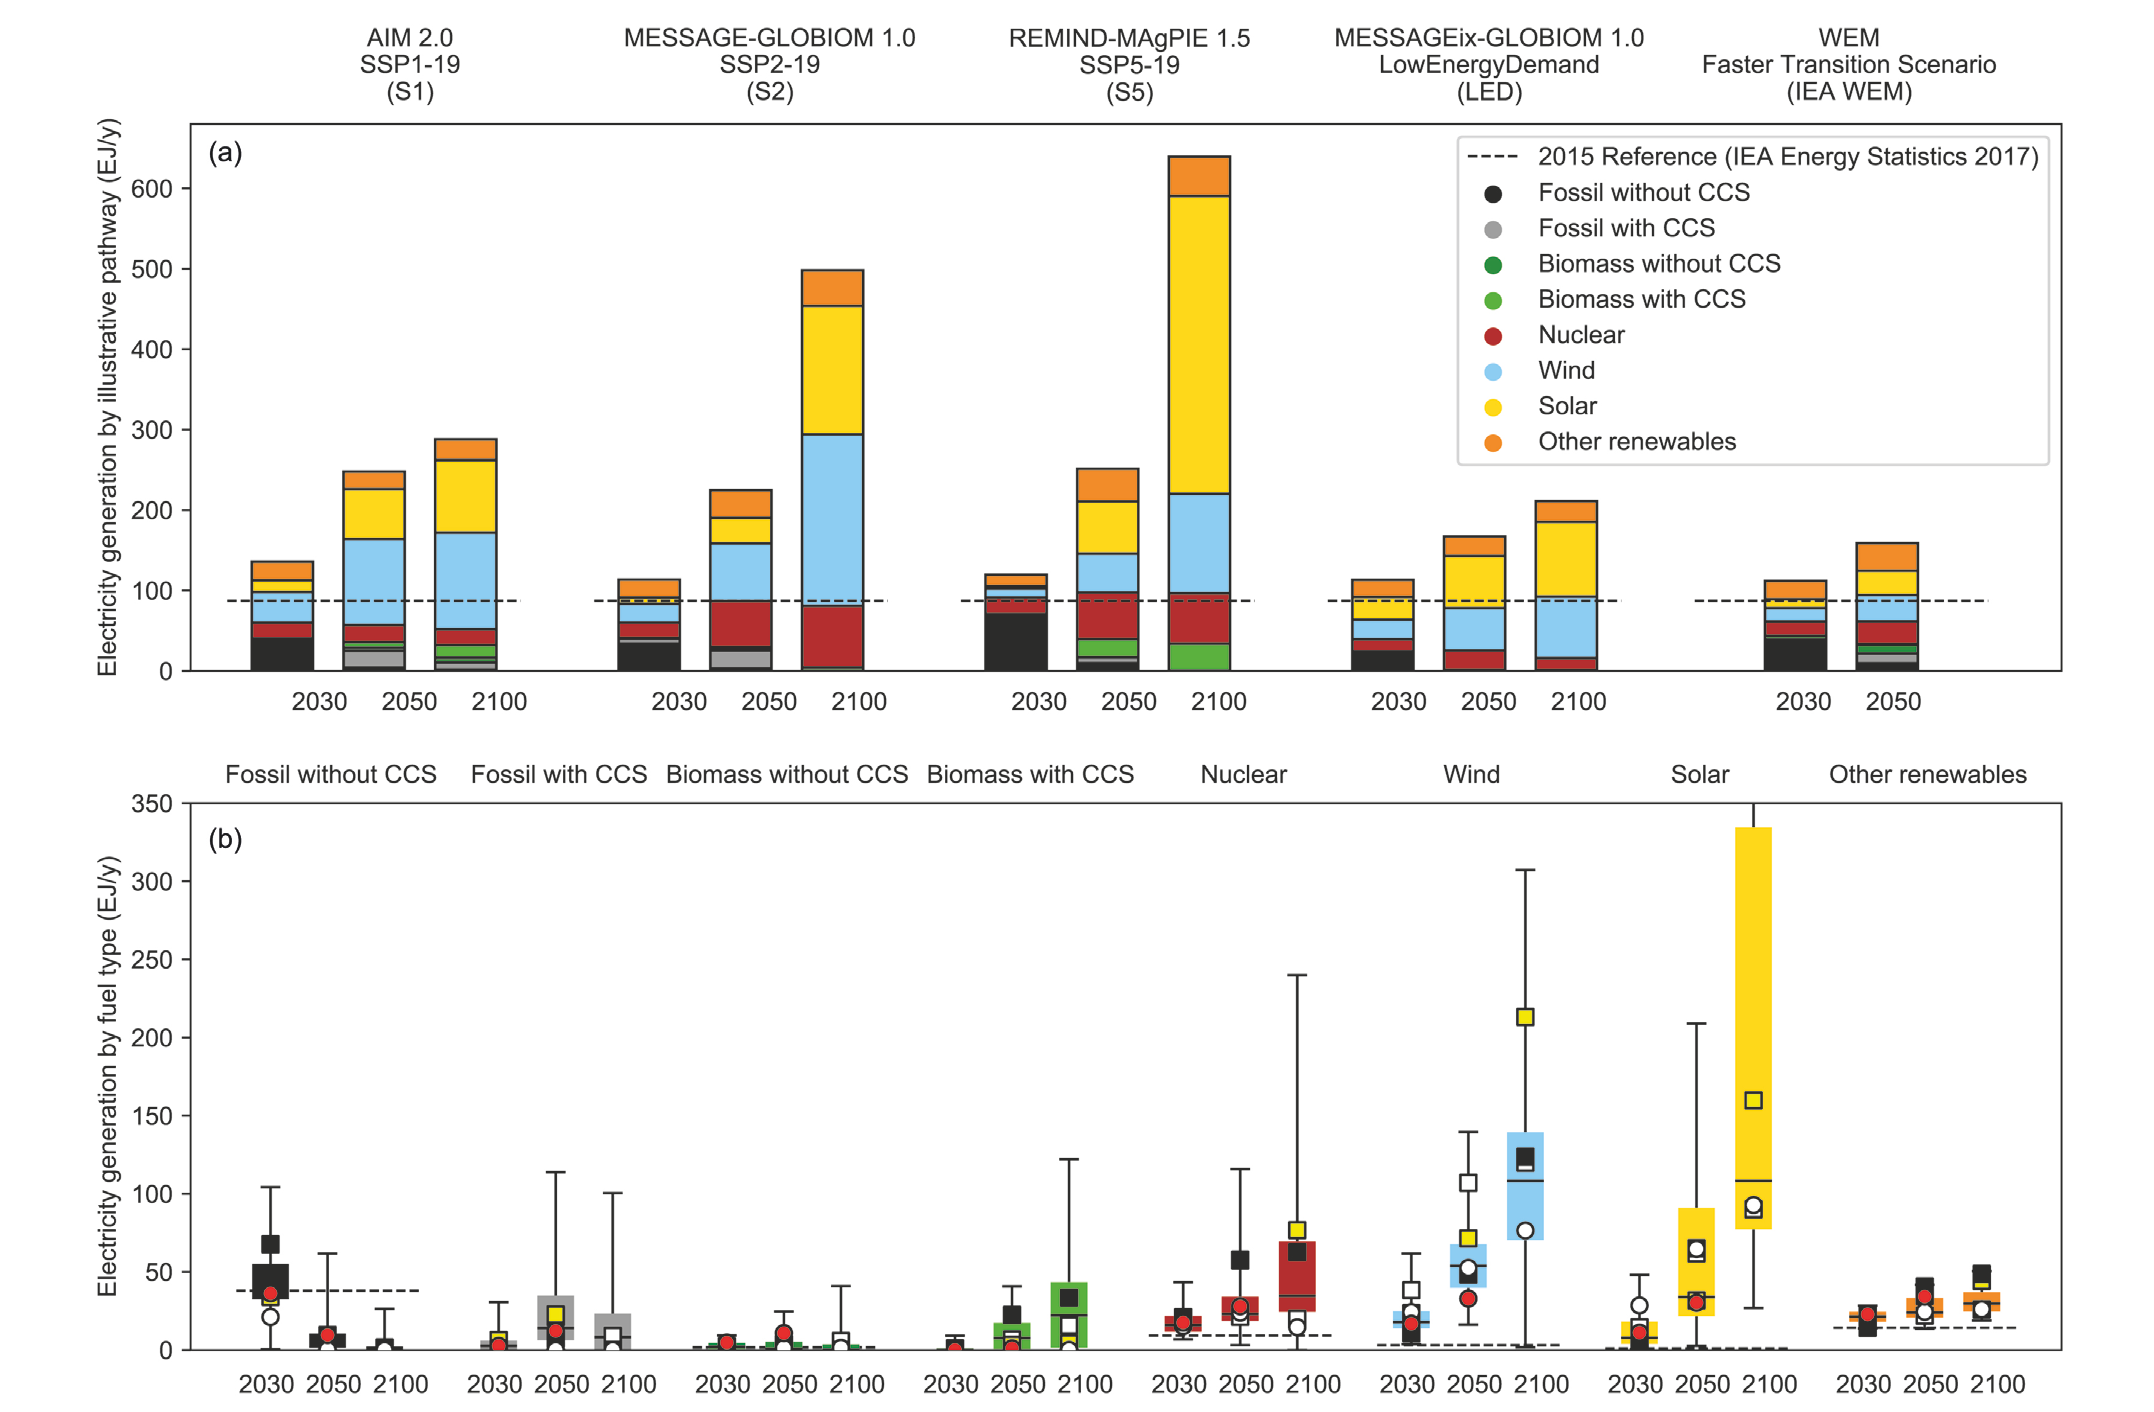 AIM 2.0
SSP1-19
(S1)
MESSAGE-GLOBIOM 1.0
SSP2-19
(S2)
REMIND-MAgPIE 1.5
SSP5-19
(S5)
MESSAGEix-GLOBIOM 1.0
LowEnergyDemand
(LED)
WEM
Faster Transition Scenario
(IEA WEM)
Electricity generation by illustrative pathway (EJ/y)
(a)
600
500
400
300
200
100
0
2015 Reference (IEA Energy Statistics 2017)
Fossil without CCS
Fossil with CCS
Biomass without CCS
Biomass with CCS
Nuclear
Wind
Solar
Other renewables
2030 2050 2100
2030 2050 2100
2030 2050 2100
2030 2050 2100
2030 2050
Fossil without CCS
Fossil with CCS
Biomass without CCS
Biomass with CCS
Nuclear
Wind
Solar
Other renewables
Electricity generation by fuel type (EJ/y)
(b)
350
300
250
200
150
100
50
0
2030 2050 2100
2030 2050 2100
2030 2050 2100
2030 2050 2100
2030 2050 2100
2030 2050 2100
2030 2050 2100
2030 2050 2100